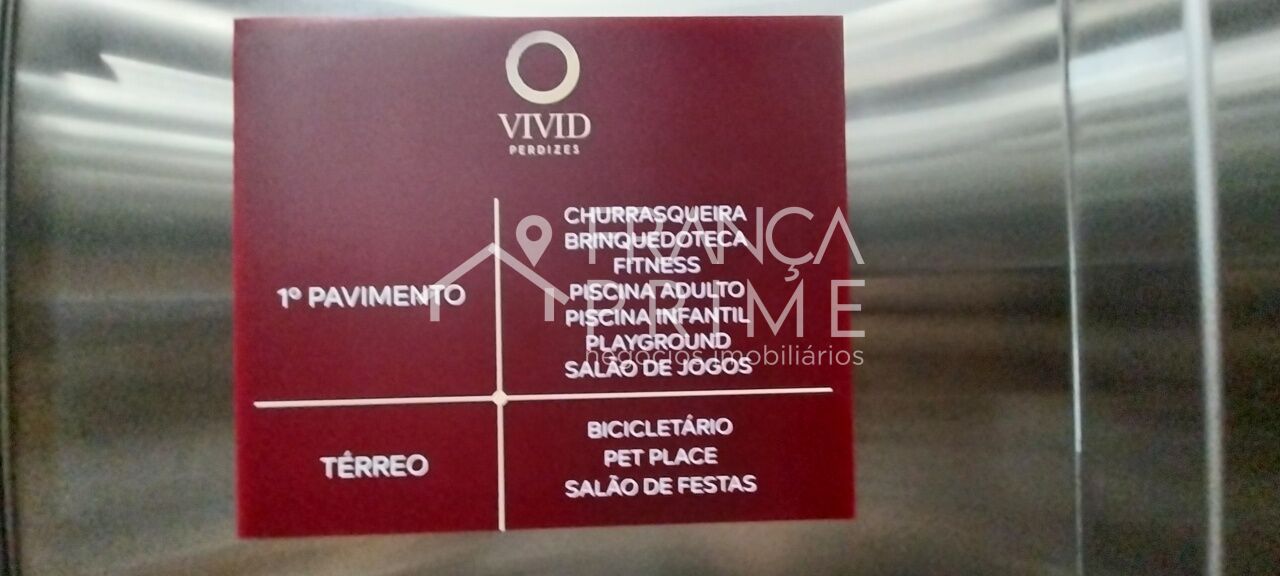 VIVID
PERDIZES
1º PAVIMENTO
CHURRASQUEIRA
BRINQUEDOTECA
FITNESS
PISCINA ADULTO
PISCINA INFANTIL
PLAYGROUND
SALÃO DE JOGOS
TÉRREO
BICICLETÁRIO
PET PLACE
SALÃO DE FESTAS
FRANÇA
PRIME
negócios imobiliários